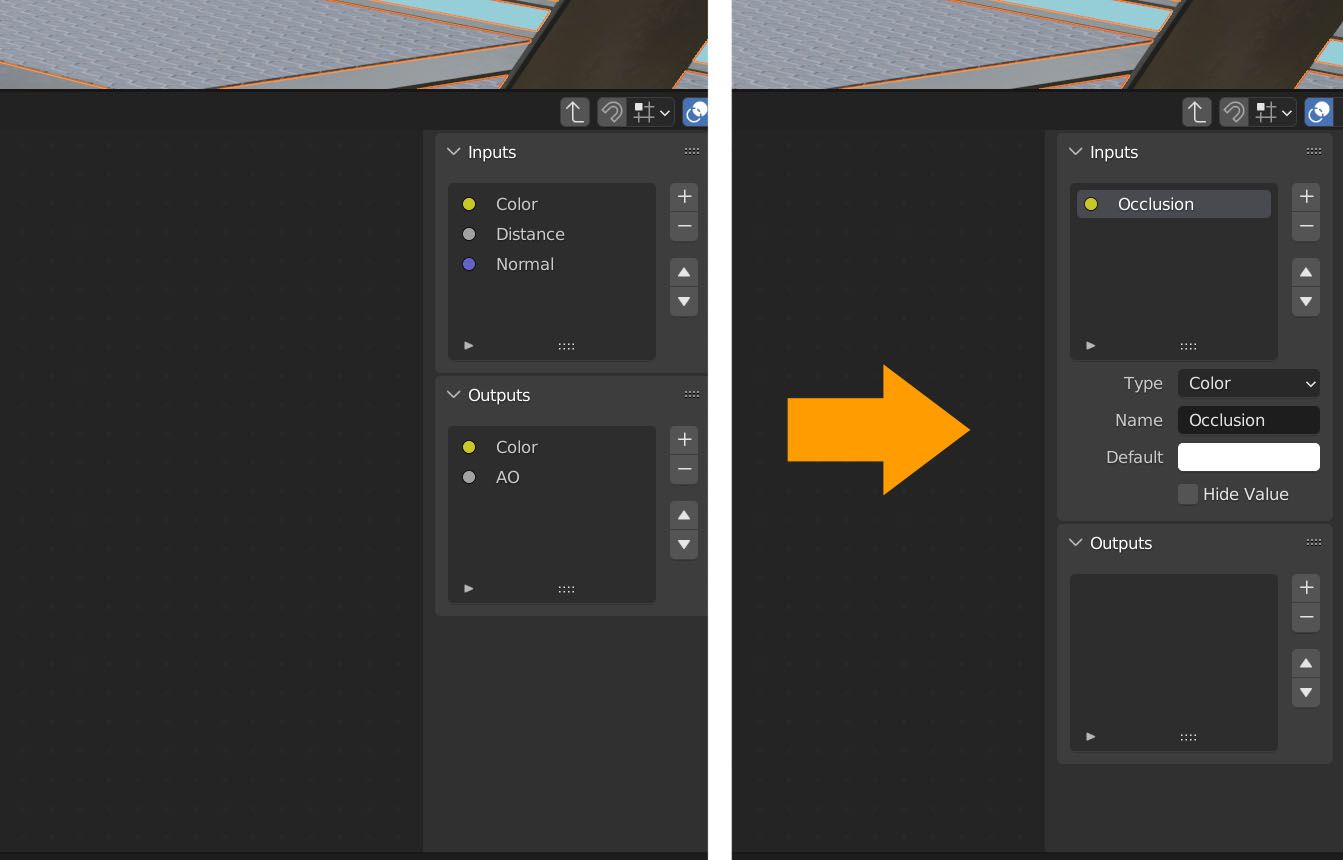 Inputs
Color
Distance
Normal
Outputs
Color
AO
Inputs
Occlusion
Type Color
Name Occlusion
Default
Hide Value
Outputs